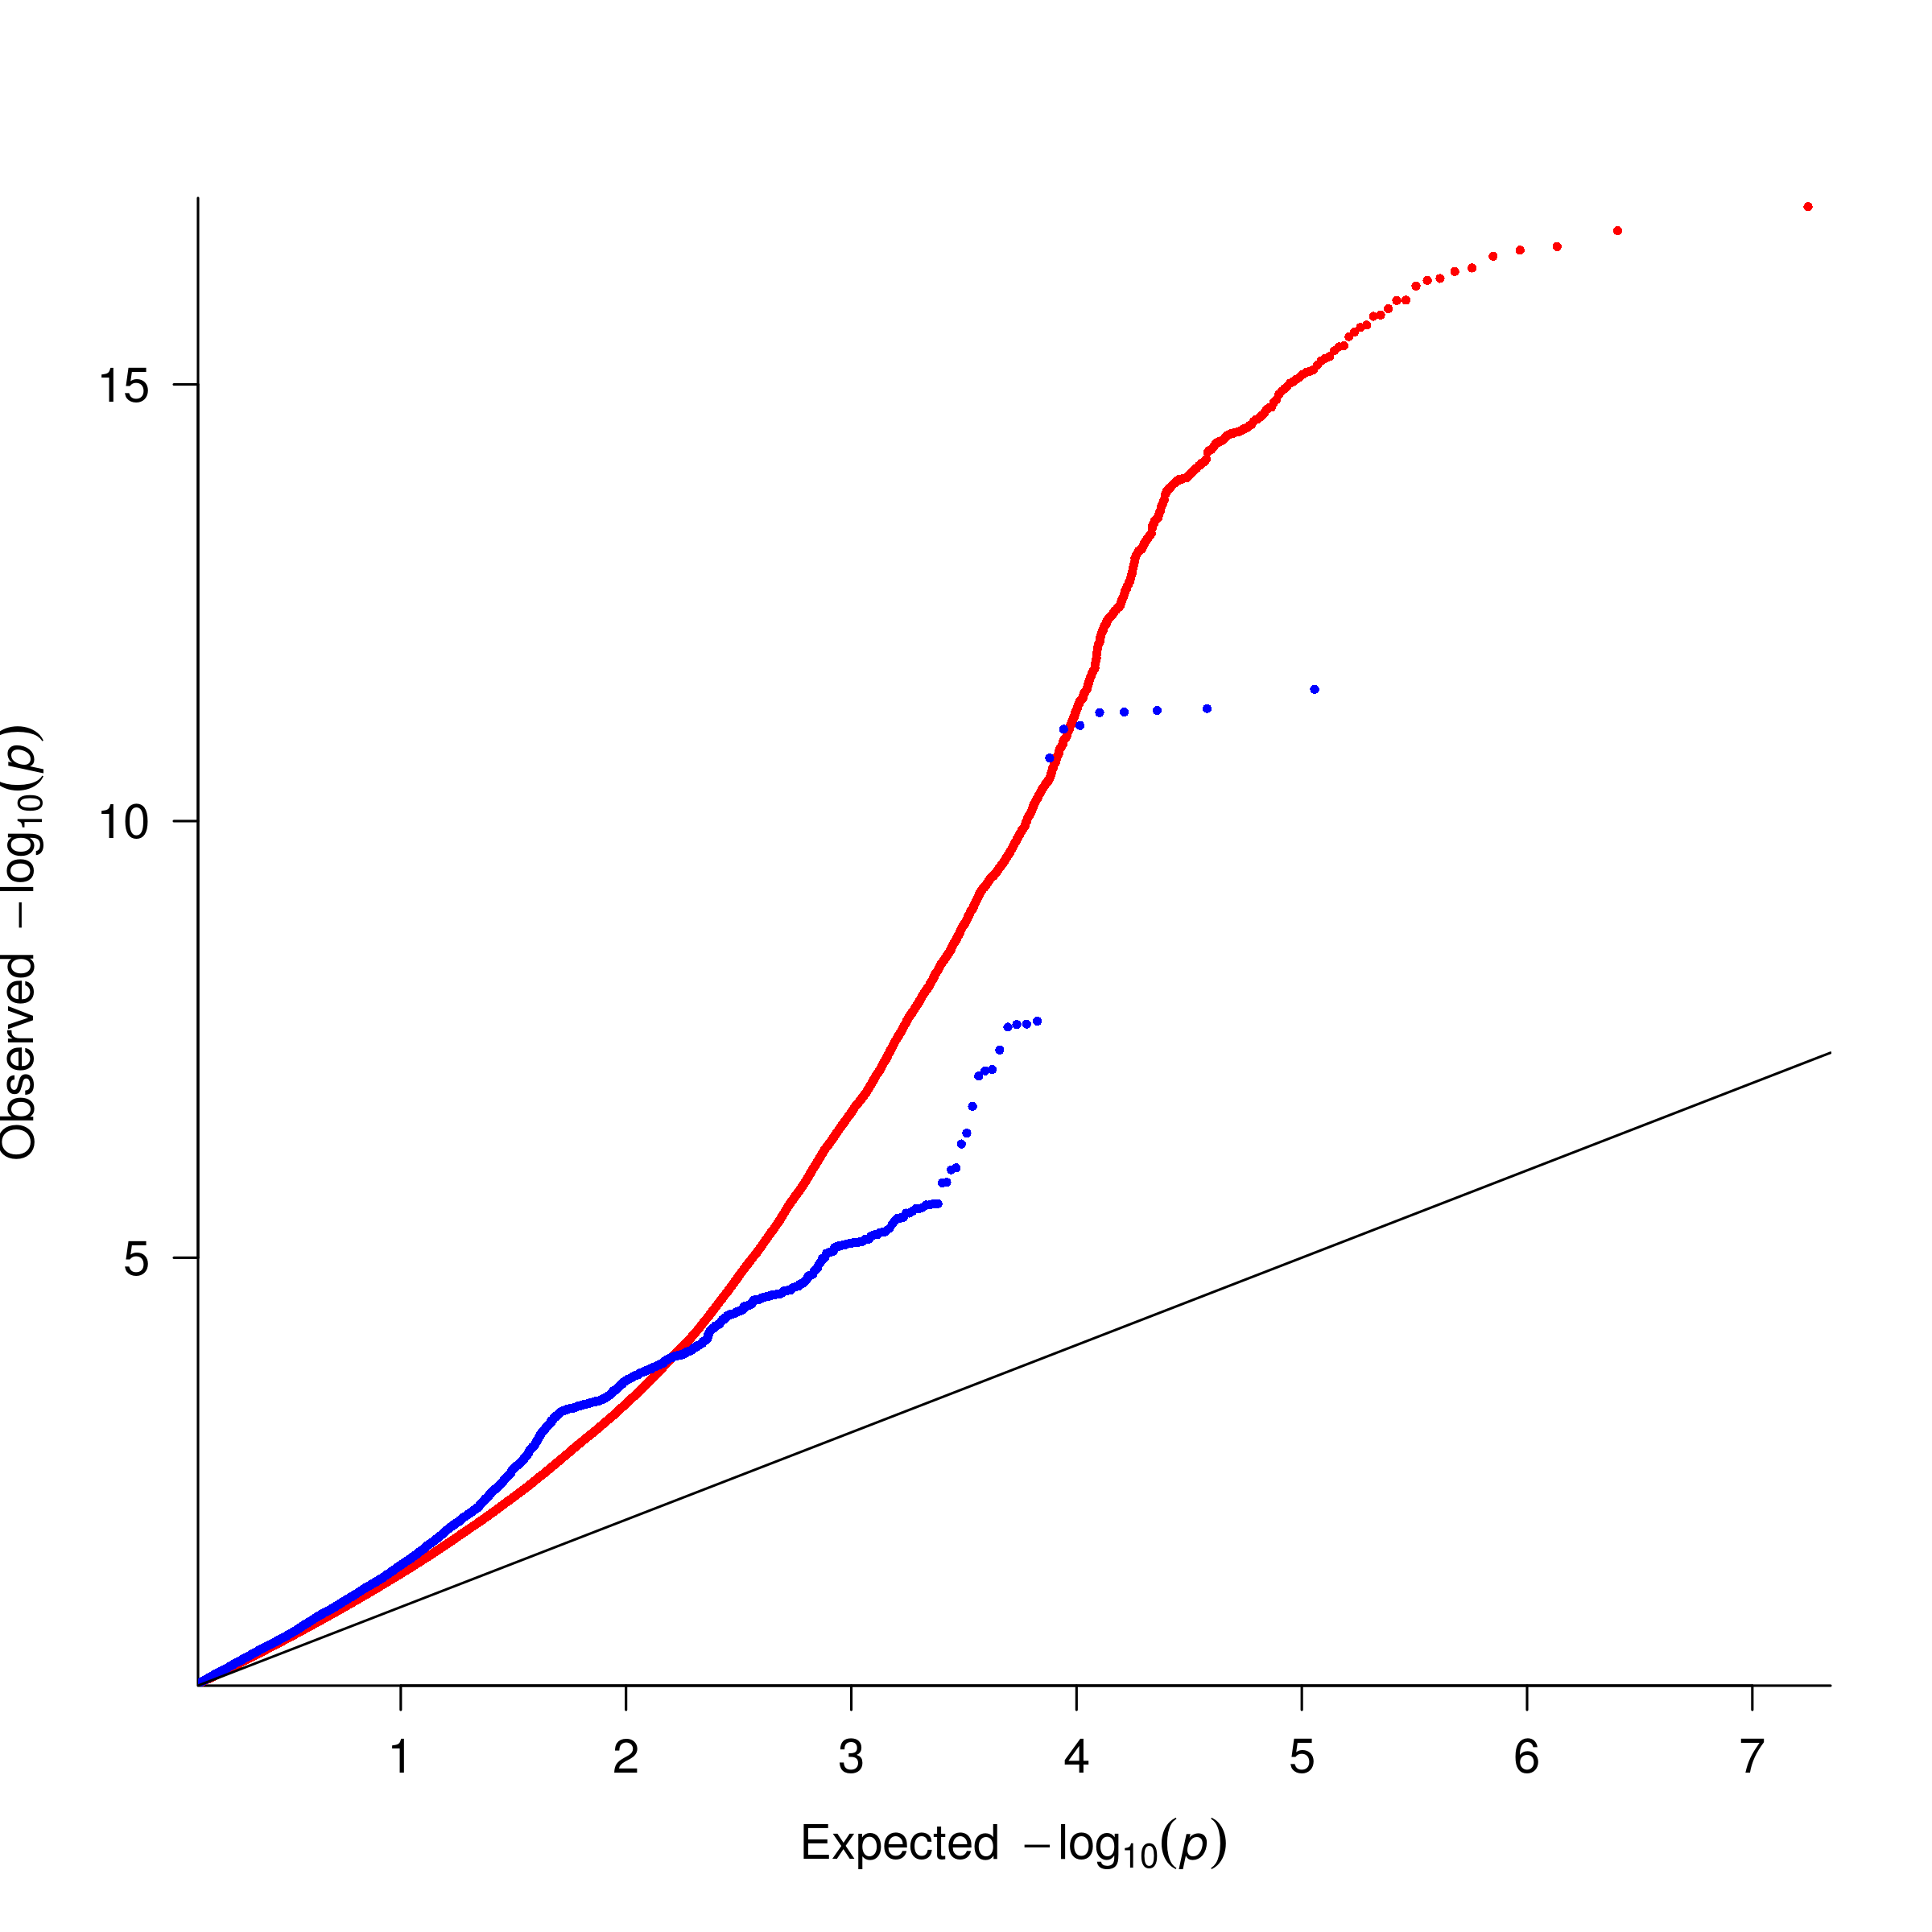 15
10
5
Observed −log10(p)
1 2 3 4 5 6 7
Expected −log10(p)